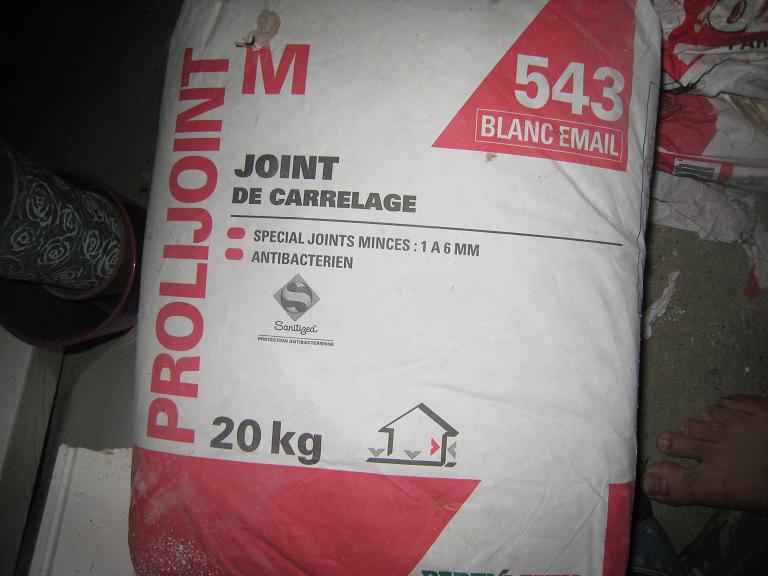 543
BLANC EMAIL
PROLIJOINT M
JOINT
DE CARRELAGE
SPECIAL JOINTS MINCES : 1 A 6 MM
ANTIBACTERIEN
Sanitized
PROTECTION ANTIBACTERIENNE
20 kg